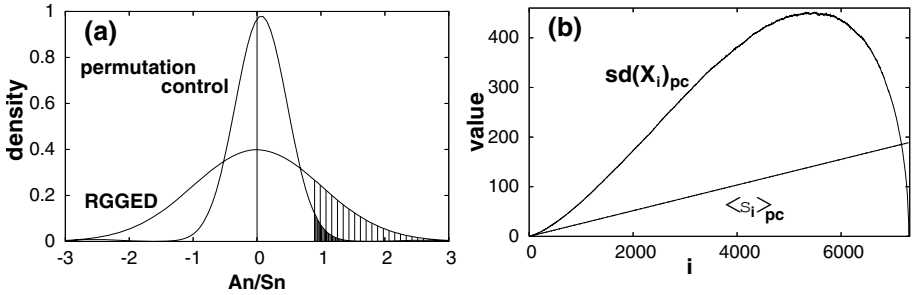 (a)
1
0.8
0.6
0.4
0.2
0
density
permutation
control
RGGED
-3 -2 -1 0 1 2 3
An/Sn
(b)
400
300
200
100
0
value
sd(Xi)pc
⟨si⟩pc
0 2000 4000 6000
i